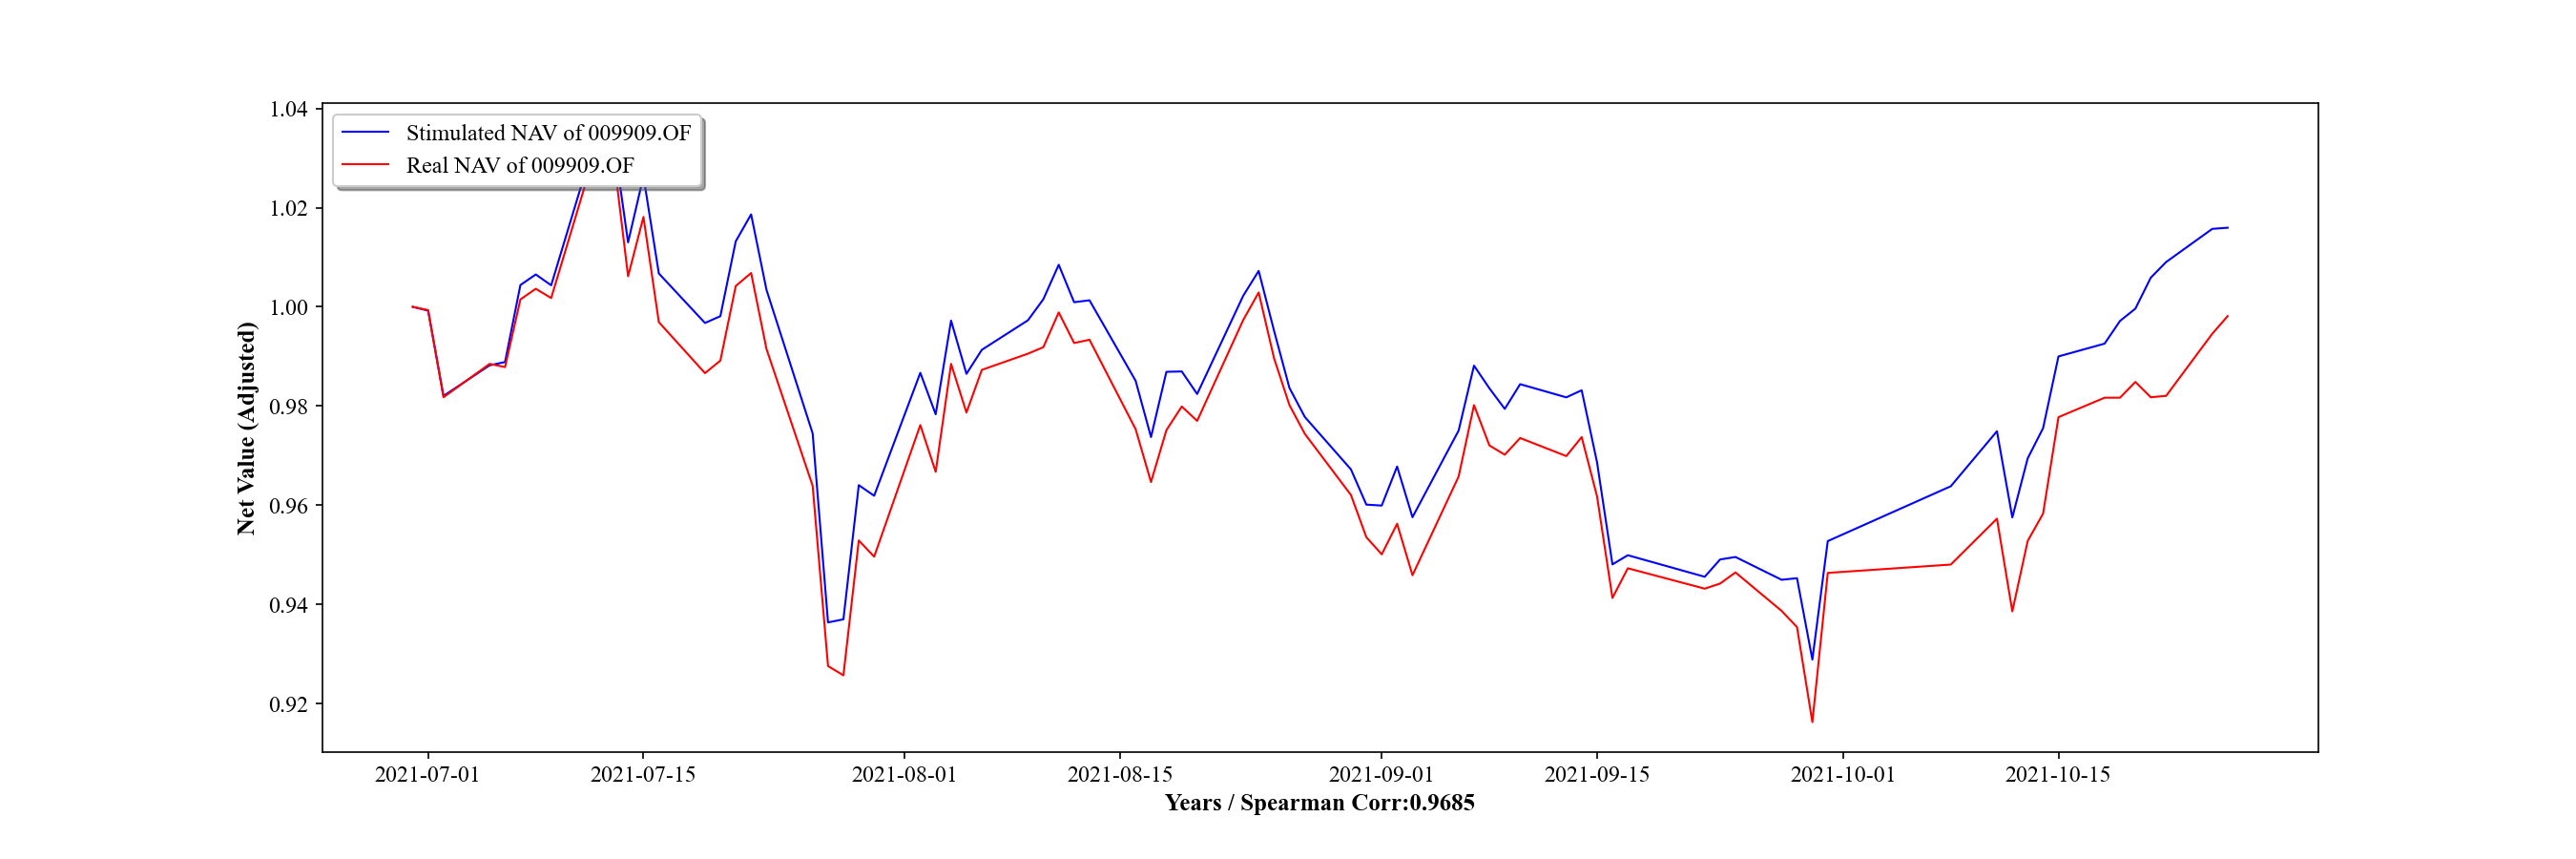 Stimulated NAV of 009909.OF
Real NAV of 009909.OF
Net Value (Adjusted)
1.04
1.02
1.00
0.98
0.96
0.94
0.92
2021-07-01 2021-07-15 2021-08-01 2021-08-15 2021-09-01 2021-09-15 2021-10-01 2021-10-15
Years / Spearman Corr:0.9685